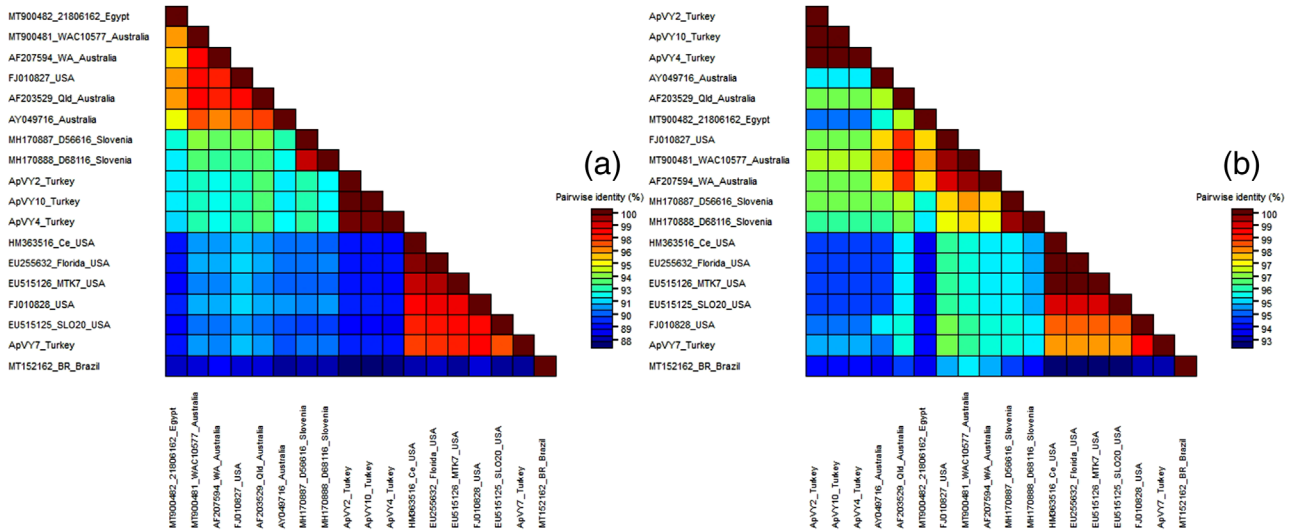 MT900482_21806162_Egypt
MT900481_WAC10577_Australia
AF207594_WA_Australia
FJ010827_USA
AF203529_Qld_Australia
AY049716_Australia
MH170887_D56616_Slovenia
MH170888_D68116_Slovenia
ApVY2_Turkey
ApVY10_Turkey
ApVY4_Turkey
HM363516_Ce_USA
EU255632_Florida_USA
EU515126_MTK7_USA
FJ010828_USA
EU515125_SLO20_USA
ApVY7_Turkey
MT152162_BR_Brazil
(a)
Pairwise identity (%)
100
99
98
96
95
94
92
91
90
89
88
MT900482_21806162_Egypt
MT900481_WAC10577_Australia
AF207594_WA_Australia
FJ010827_USA
AF203529_Qld_Australia
AY049716_Australia
MH170887_D56616_Slovenia
MH170888_D68116_Slovenia
ApVY2_Turkey
ApVY10_Turkey
ApVY4_Turkey
HM363516_Ce_USA
EU255632_Florida_USA
EU515126_MTK7_USA
FJ010828_USA
EU515125_SLO20_USA
ApVY7_Turkey
MT152162_BR_Brazil
ApVY2_Turkey
ApVY10_Turkey
ApVY4_Turkey
AY049716_Australia
AF203529_Qld_Australia
MT900482_21806162_Egypt
FJ010827_USA
MT900481_WAC10577_Australia
AF207594_WA_Australia
MH170887_D56616_Slovenia
MH170888_D68116_Slovenia
HM363516_Ce_USA
EU255632_Florida_USA
EU515126_MTK7_USA
EU515125_SLO20_USA
FJ010828_USA
ApVY7_Turkey
MT152162_BR_Brazil
(b)
Pairwise identity (%)
100
99
99
98
97
97
96
95
95
94
93
ApVY2_Turkey
ApVY10_Turkey
ApVY4_Turkey
AY049716_Australia
AF203529_Qld_Australia
MT900482_21806162_Egypt
FJ010827_USA
MT900481_WAC10577_Australia
AF207594_WA_Australia
MH170887_D56616_Slovenia
MH170888_D68116_Slovenia
HM363516_Ce_USA
EU255632_Florida_USA
EU515126_MTK7_USA
EU515125_SLO20_USA
FJ010828_USA
ApVY7_Turkey
MT152162_BR_Brazil